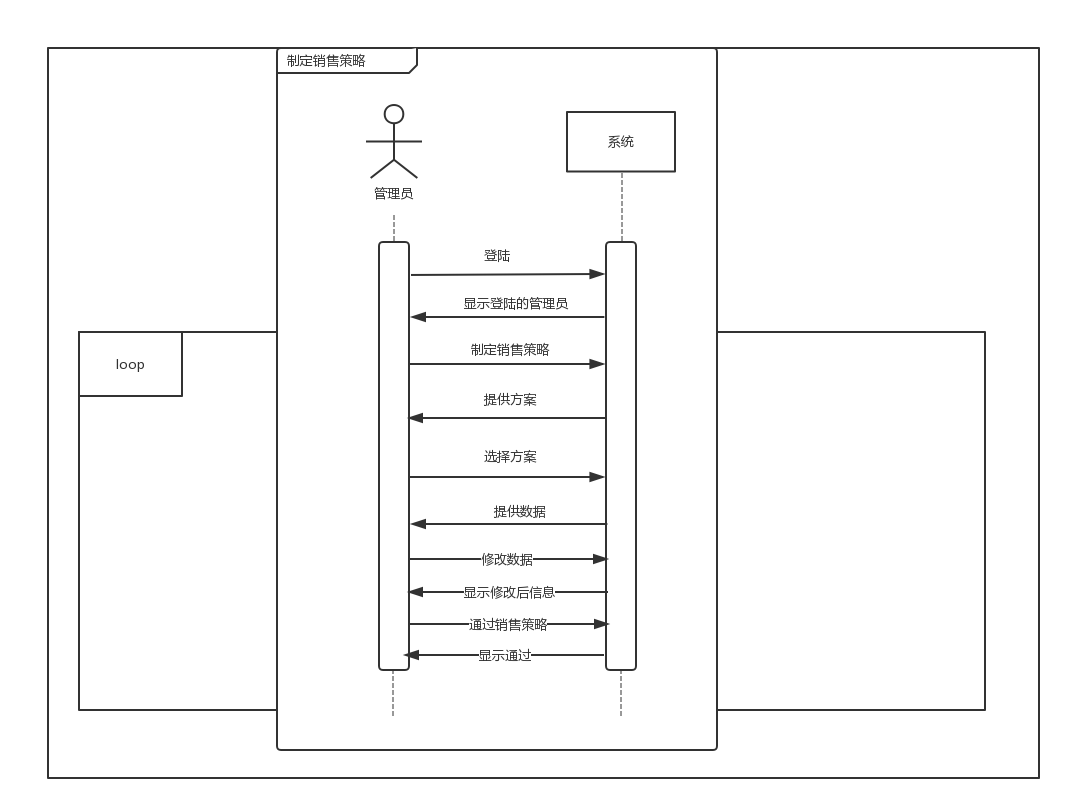 制定销售策略
系统
管理员
登陆
显示登陆的管理员
loop
制定销售策略
提供方案
选择方案
提供数据
修改数据
显示修改后信息
通过销售策略
显示通过